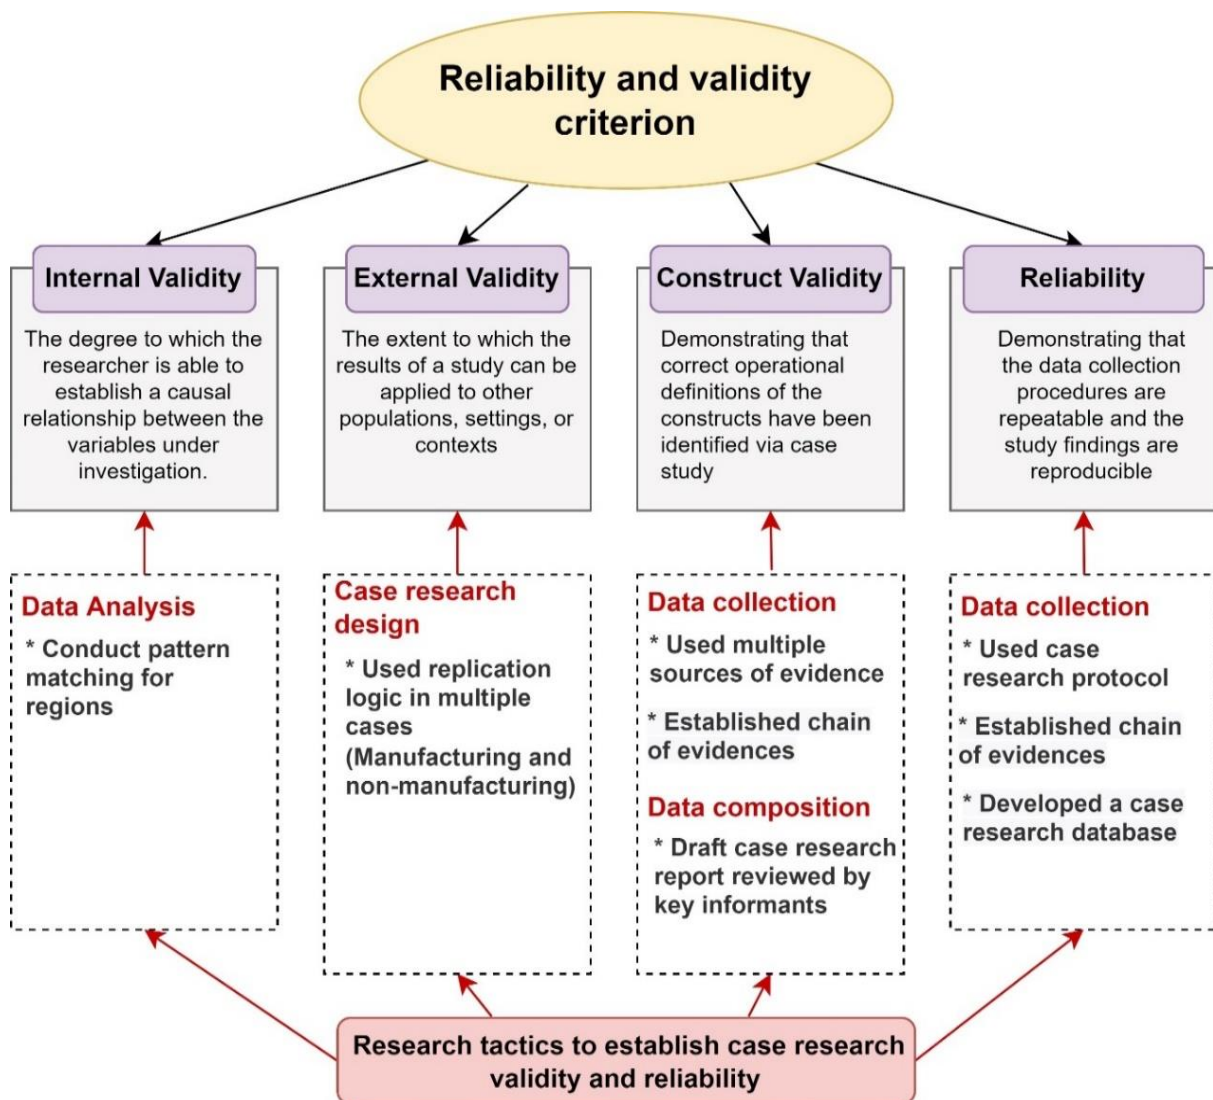 Reliability and validity
criterion
Internal Validity
The degree to which the
researcher is able to
establish a causal
relationship between the
variables under
investigation.
External Validity
The extent to which the
results of a study can be
applied to other
populations, settings, or
contexts
Construct Validity
Demonstrating that
correct operational
definitions of the
constructs have been
identified via case
study
Reliability
Demonstrating that
the data collection
procedures are
repeatable and the
study findings are
reproducible
Data Analysis
* Conduct pattern
matching for
regions
Case research
design
* Used replication
logic in multiple
cases
(Manufacturing and
non-manufacturing)
Data collection
* Used multiple
sources of evidence
* Established chain
of evidences
Data composition
* Draft case research
report reviewed by
key informants
Data collection
* Used case
research protocol
* Established chain
of evidences
* Developed a case
research database
Research tactics to establish case research
validity and reliability